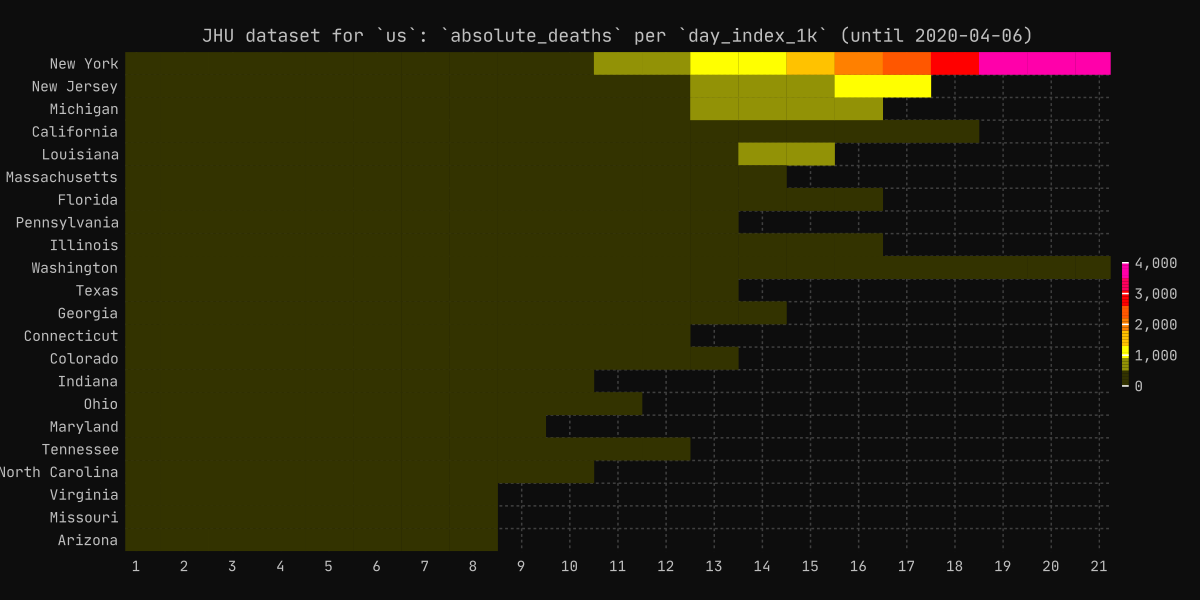 JHU dataset for `us`: `absolute_deaths` per `day_index_1k` (until 2020-04-06)
New York
New Jersey
Michigan
California
Louisiana
Massachusetts
Florida
Pennsylvania
Illinois
Washington
Texas
Georgia
Connecticut
Colorado
Indiana
Ohio
Maryland
Tennessee
North Carolina
Virginia
Missouri
Arizona
1 2 3 4 5 6 7 8 9 10 11 12 13 14 15 16 17 18 19 20 21
4,000
3,000
2,000
1,000
0